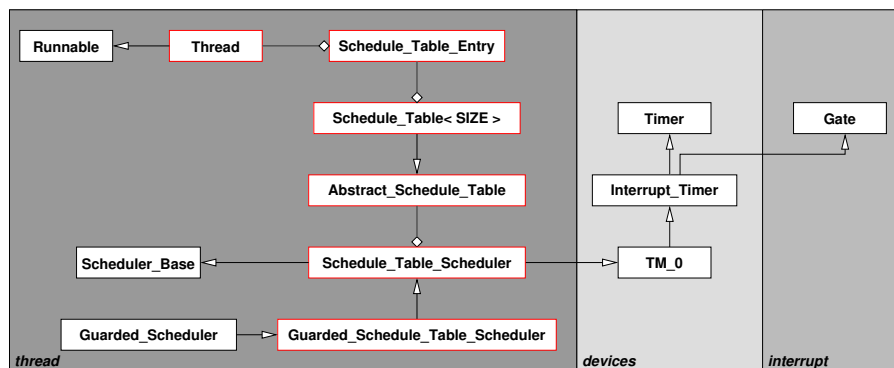 Runnable
Thread
Schedule_Table_Entry
Schedule_Table< SIZE >
Timer
Gate
Abstract_Schedule_Table
Interrupt_Timer
Scheduler_Base
Schedule_Table_Scheduler
TM_0
Guarded_Scheduler
Guarded_Schedule_Table_Scheduler
thread
devices
interrupt